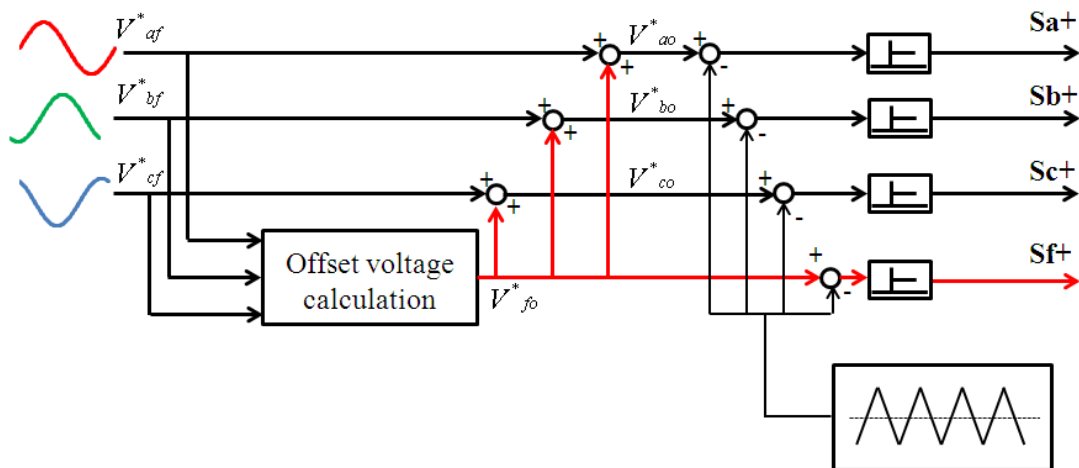 V*af
+
+
V*ao
+
-
Sa+
V*bf
+
+
V*bo
+
-
Sb+
V*cf
+
+
V*co
+
-
Sc+
Offset voltage
calculation
V*fo
+
-
Sf+